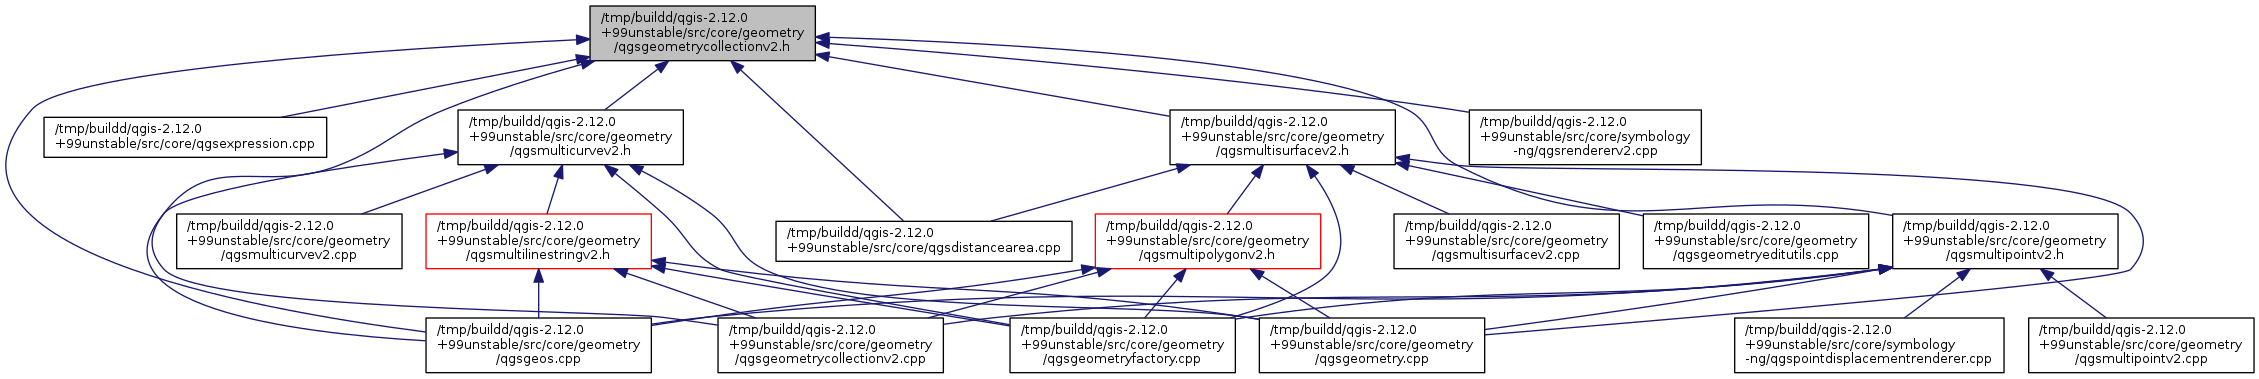 /tmp/buildd/qgis-2.12.0
+99unstable/src/core/geometry
/qgsgeometrycollectionv2.h
/tmp/buildd/qgis-2.12.0
+99unstable/src/core/qgsexpression.cpp
/tmp/buildd/qgis-2.12.0
+99unstable/src/core/geometry
/qgsmulticurvev2.h
/tmp/buildd/qgis-2.12.0
+99unstable/src/core/geometry
/qgsmultisurfacev2.h
/tmp/buildd/qgis-2.12.0
+99unstable/src/core/symbology
-ng/qgsrendererv2.cpp
/tmp/buildd/qgis-2.12.0
+99unstable/src/core/geometry
/qgsmulticurvev2.cpp
/tmp/buildd/qgis-2.12.0
+99unstable/src/core/geometry
/qgsmultilinestringv2.h
/tmp/buildd/qgis-2.12.0
+99unstable/src/core/qgsdistancearea.cpp
/tmp/buildd/qgis-2.12.0
+99unstable/src/core/geometry
/qgsmultipolygonv2.h
/tmp/buildd/qgis-2.12.0
+99unstable/src/core/geometry
/qgsmultisurfacev2.cpp
/tmp/buildd/qgis-2.12.0
+99unstable/src/core/geometry
/qgsgeometryeditutils.cpp
/tmp/buildd/qgis-2.12.0
+99unstable/src/core/geometry
/qgsmultipointv2.h
/tmp/buildd/qgis-2.12.0
+99unstable/src/core/geometry
/qgsgeos.cpp
/tmp/buildd/qgis-2.12.0
+99unstable/src/core/geometry
/qgsgeometrycollectionv2.cpp
/tmp/buildd/qgis-2.12.0
+99unstable/src/core/geometry
/qgsgeometryfactory.cpp
/tmp/buildd/qgis-2.12.0
+99unstable/src/core/geometry
/qgsgeometry.cpp
/tmp/buildd/qgis-2.12.0
+99unstable/src/core/symbology
-ng/qgspointdisplacementrenderer.cpp
/tmp/buildd/qgis-2.12.0
+99unstable/src/core/geometry
/qgsmultipointv2.cpp